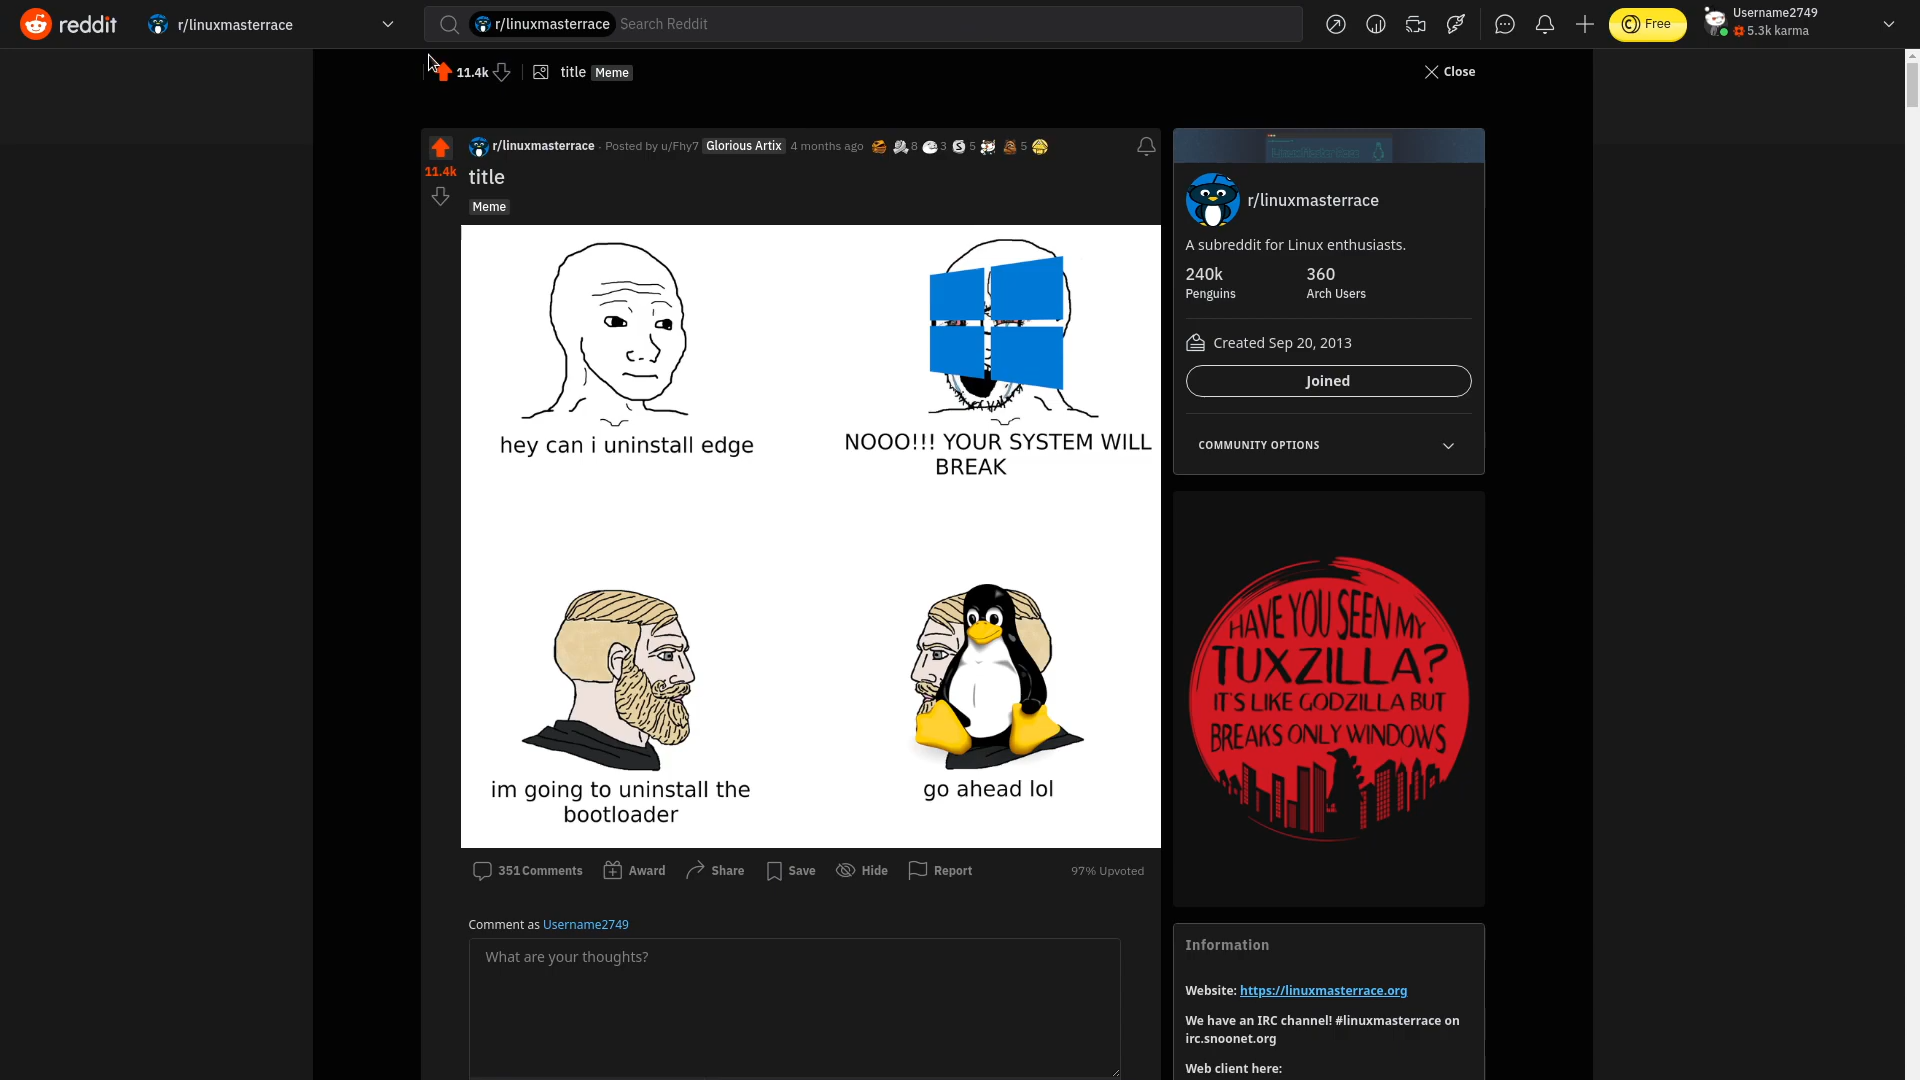 reddit
r/linuxmasterrace
r/linuxmasterrace Search Reddit
Free
Username2749
5.3k karma
11.4k
title Meme
Close
r/linuxmasterrace · Posted by u/Fhy7 Glorious Artix 4 months ago 8 3 5 5
11.4k
title
Meme
hey can i uninstall edge
NOOO!!! YOUR SYSTEM WILL
BREAK
im going to uninstall the
bootloader
go ahead lol
351 Comments
Award
Share
Save
Hide
Report
97% Upvoted
Comment as Username2749
What are your thoughts?
r/linuxmasterrace
A subreddit for Linux enthusiasts.
240k
Penguins
360
Arch Users
Created Sep 20, 2013
Joined
COMMUNITY OPTIONS
HAVE YOU SEEN MY
TUXZILLA?
IT'S LIKE GODZILLA BUT
BREAKS ONLY WINDOWS
Information
Website: https://linuxmasterrace.org
We have an IRC channel! #linuxmasterrace on
irc.snoonet.org
Web client here: